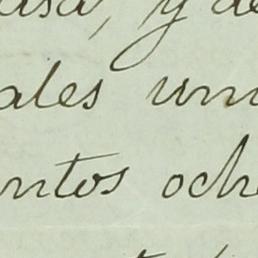 asa, y de
ales un
ntos och